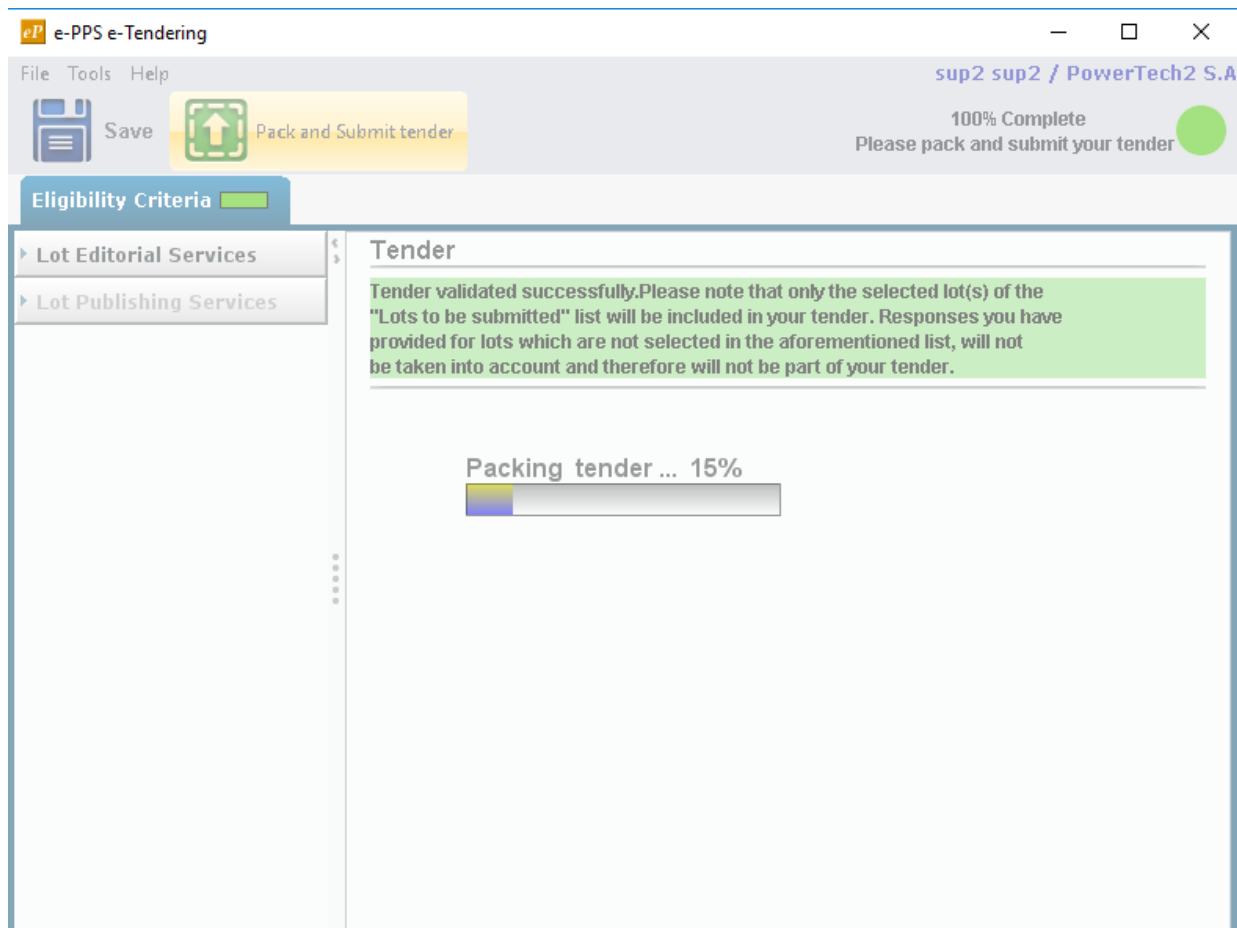 eP e-PPS e-Tendering
File Tools Help
sup2 sup2 / PowerTech2 S.A
Save
Pack and Submit tender
100% Complete
Please pack and submit your tender
Eligibility Criteria
Lot Editorial Services
Lot Publishing Services
Tender
Tender validated successfully.Please note that only the selected lot(s) of the
"Lots to be submitted" list will be included in your tender. Responses you have
provided for lots which are not selected in the aforementioned list, will not
be taken into account and therefore will not be part of your tender.
Packing tender ... 15%